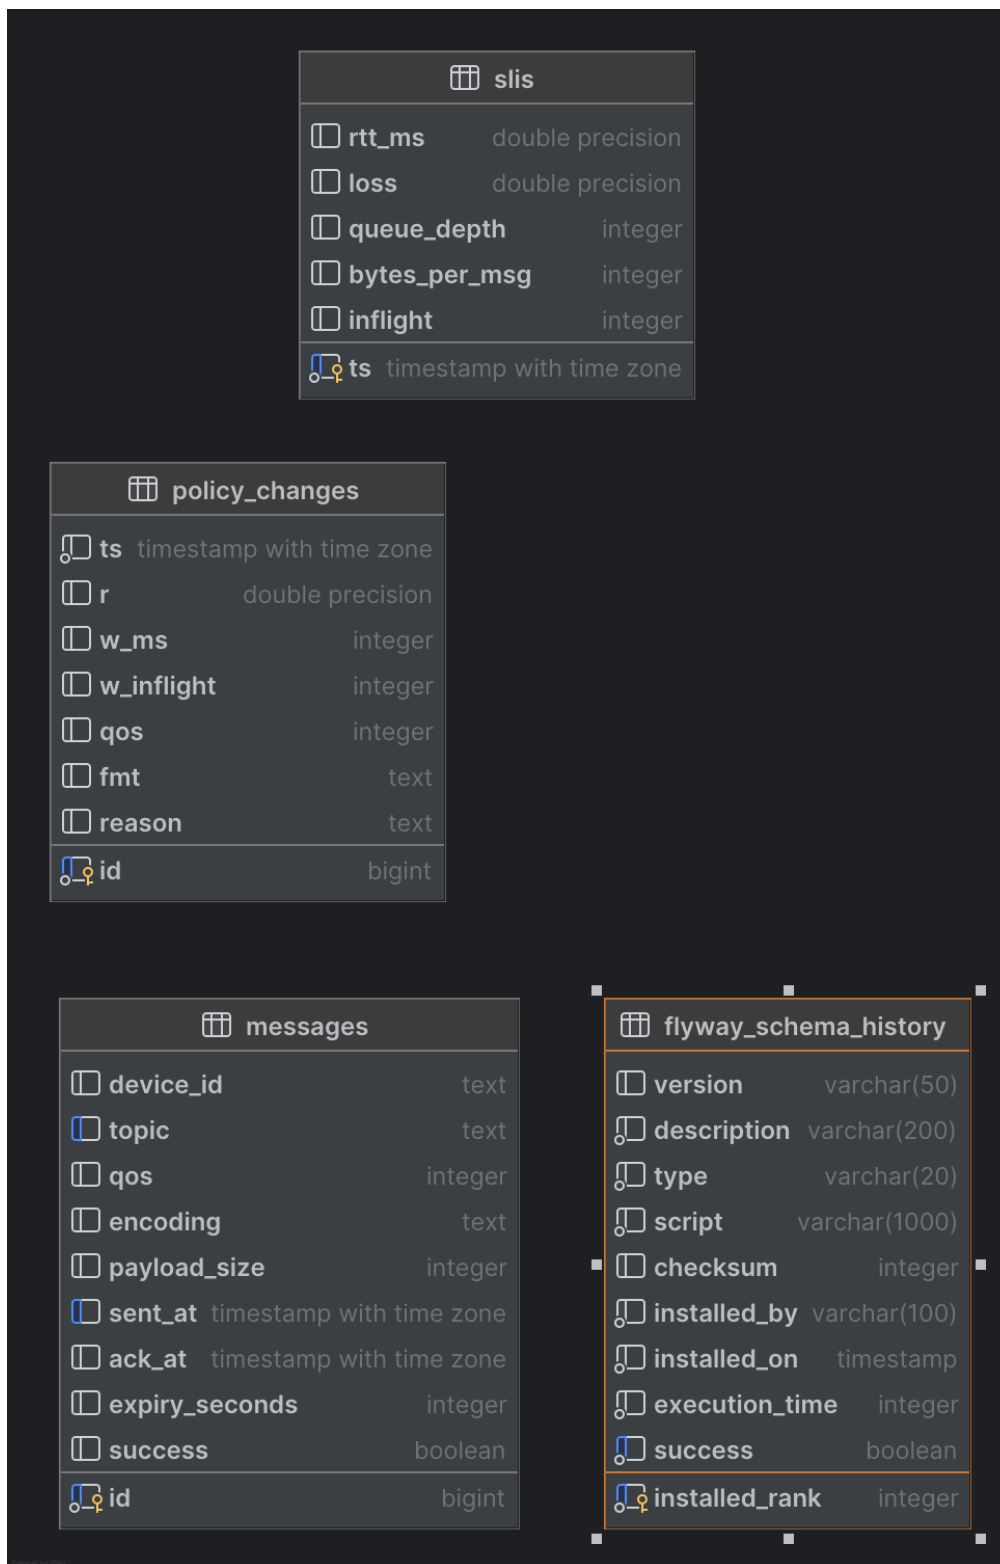 slis
rtt_ms double precision
loss double precision
queue_depth integer
bytes_per_msg integer
inflight integer
ts timestamp with time zone
policy_changes
ts timestamp with time zone
r double precision
w_ms integer
w_inflight integer
qos integer
fmt text
reason text
id bigint
messages
device_id text
topic text
qos integer
encoding text
payload_size integer
sent_at timestamp with time zone
ack_at timestamp with time zone
expiry_seconds integer
success boolean
id bigint
flyway_schema_history
version varchar(50)
description varchar(200)
type varchar(20)
script varchar(1000)
checksum integer
installed_by varchar(100)
installed_on timestamp
execution_time integer
success boolean
installed_rank integer